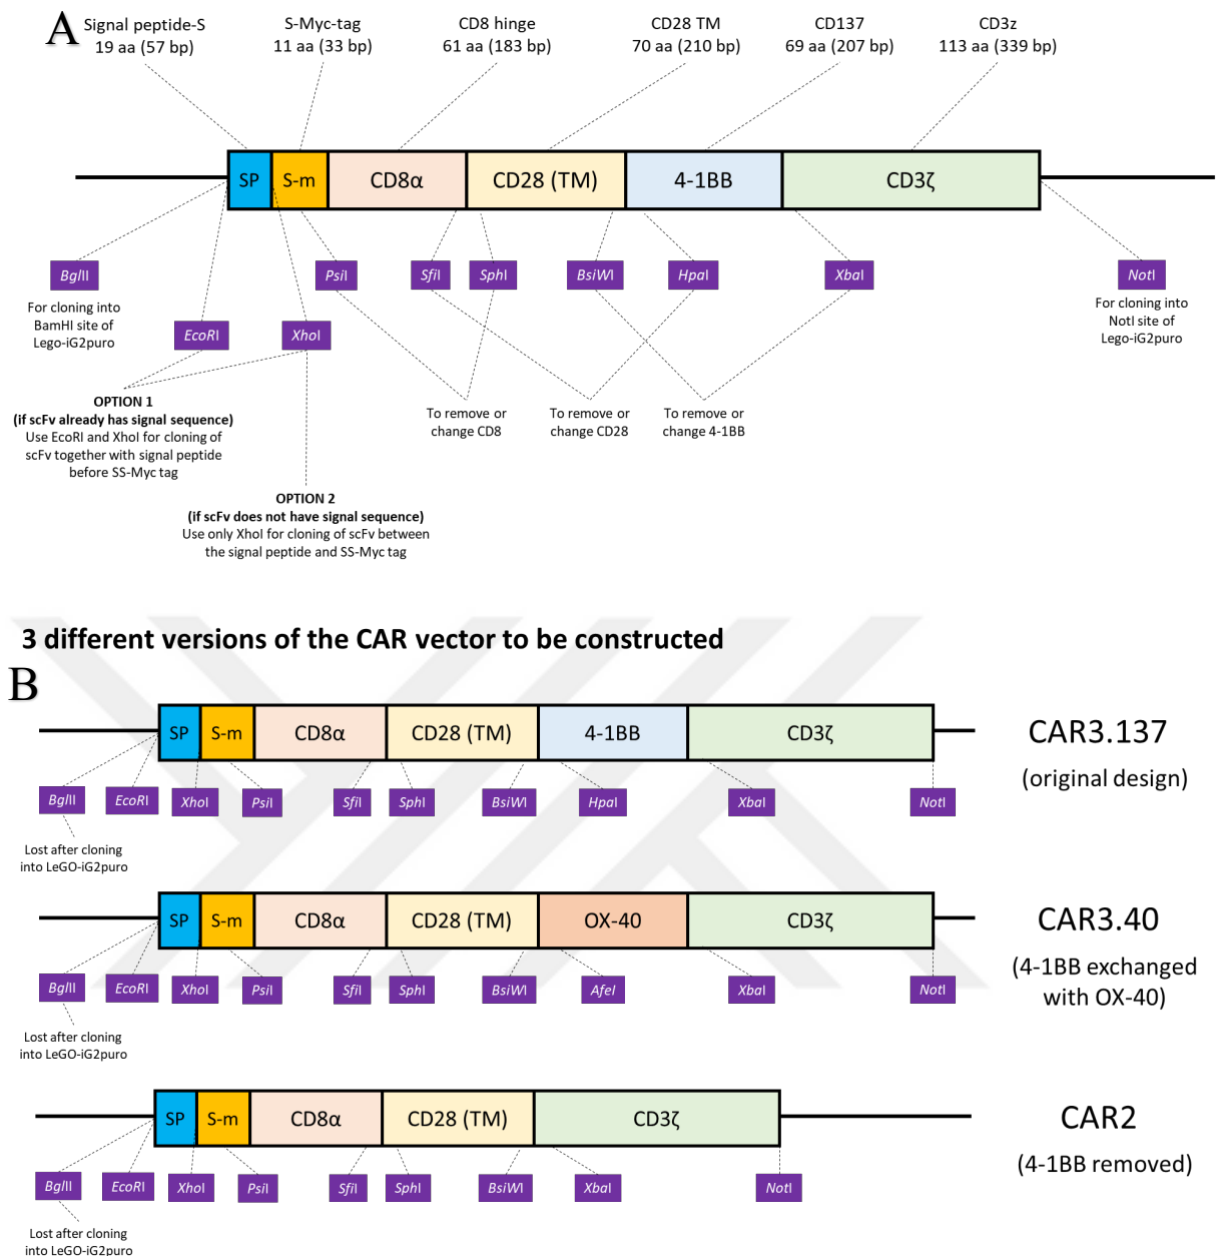 A
Signal peptide-S
19 aa (57 bp)
S-Myc-tag
11 aa (33 bp)
CD8 hinge
61 aa (183 bp)
CD28 TM
70 aa (210 bp)
CD137
69 aa (207 bp)
CD3z
113 aa (339 bp)
SP
S-m
CD8α
CD28 (TM)
4-1BB
CD3ζ
BglII
PsiI
SfiI
SphI
BsiWI
HpaI
XbaI
NotI
For cloning into
BamHI site of
Lego-iG2puro
For cloning into
NotI site of
Lego-iG2puro
EcoRI
XhoI
OPTION 1
(if scFv already has signal sequence)
Use EcoRI and XhoI for cloning of
scFv together with signal peptide
before SS-Myc tag
To remove or
change CD8
To remove or
change CD28
To remove or
change 4-1BB
OPTION 2
(if scFv does not have signal sequence)
Use only XhoI for cloning of scFv between
the signal peptide and SS-Myc tag
3 different versions of the CAR vector to be constructed
B
SP
S-m
CD8α
CD28 (TM)
4-1BB
CD3ζ
CAR3.137
(original design)
BglII
EcoRI
XhoI
PsiI
SfiI
SphI
BsiWI
HpaI
XbaI
NotI
Lost after cloning
into LeGO-iG2puro
SP
S-m
CD8α
CD28 (TM)
OX-40
CD3ζ
CAR3.40
(4-1BB exchanged
with OX-40)
BglII
EcoRI
XhoI
PsiI
SfiI
SphI
BsiWI
AfeI
XbaI
NotI
Lost after cloning
into LeGO-iG2puro
SP
S-m
CD8α
CD28 (TM)
CD3ζ
CAR2
(4-1BB removed)
BglII
EcoRI
XhoI
PsiI
SfiI
SphI
BsiWI
XbaI
NotI
Lost after cloning
into LeGO-iG2puro